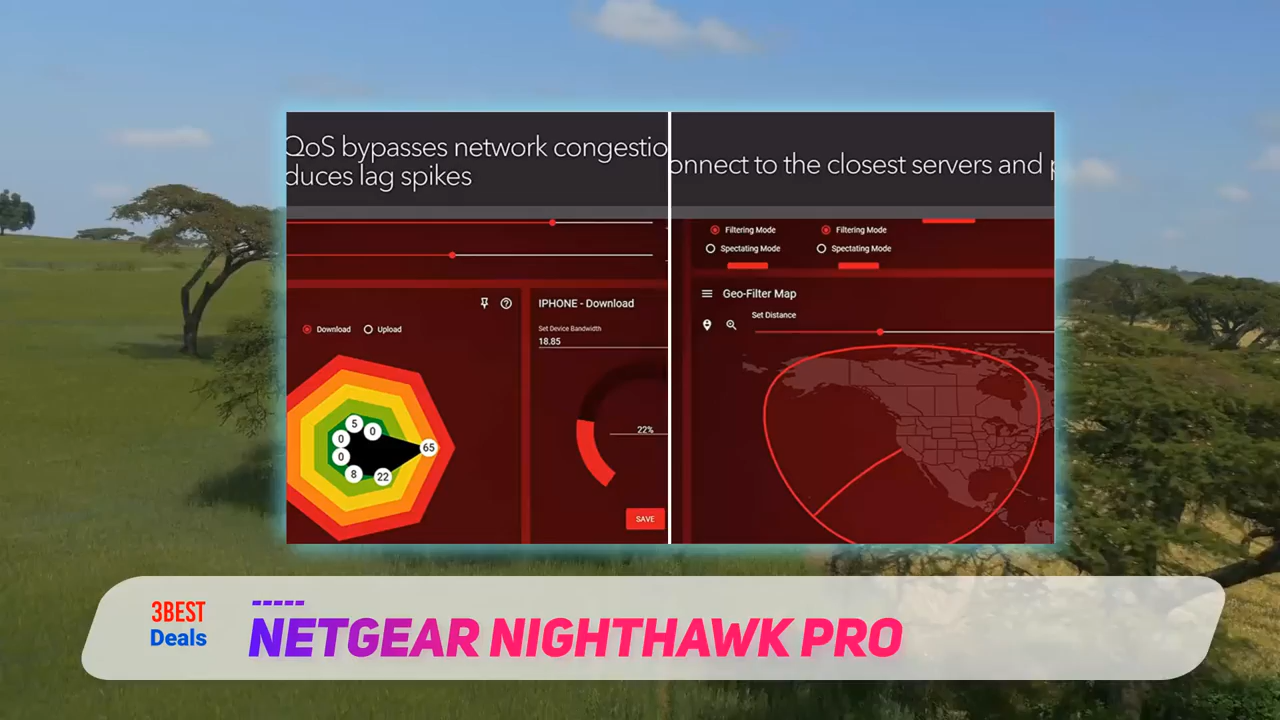 QoS bypasses network congestio
duces lag spikes
onnect to the closest servers and p
Download
Upload
IPHONE - Download
Set Device Bandwidth
18.85
5
0
0
65
0
8
22
22%
SAVE
Filtering Mode
Filtering Mode
Spectating Mode
Spectating Mode
Geo-Filter Map
Set Distance
3BEST
Deals
NETGEAR NIGHTHAWK PRO